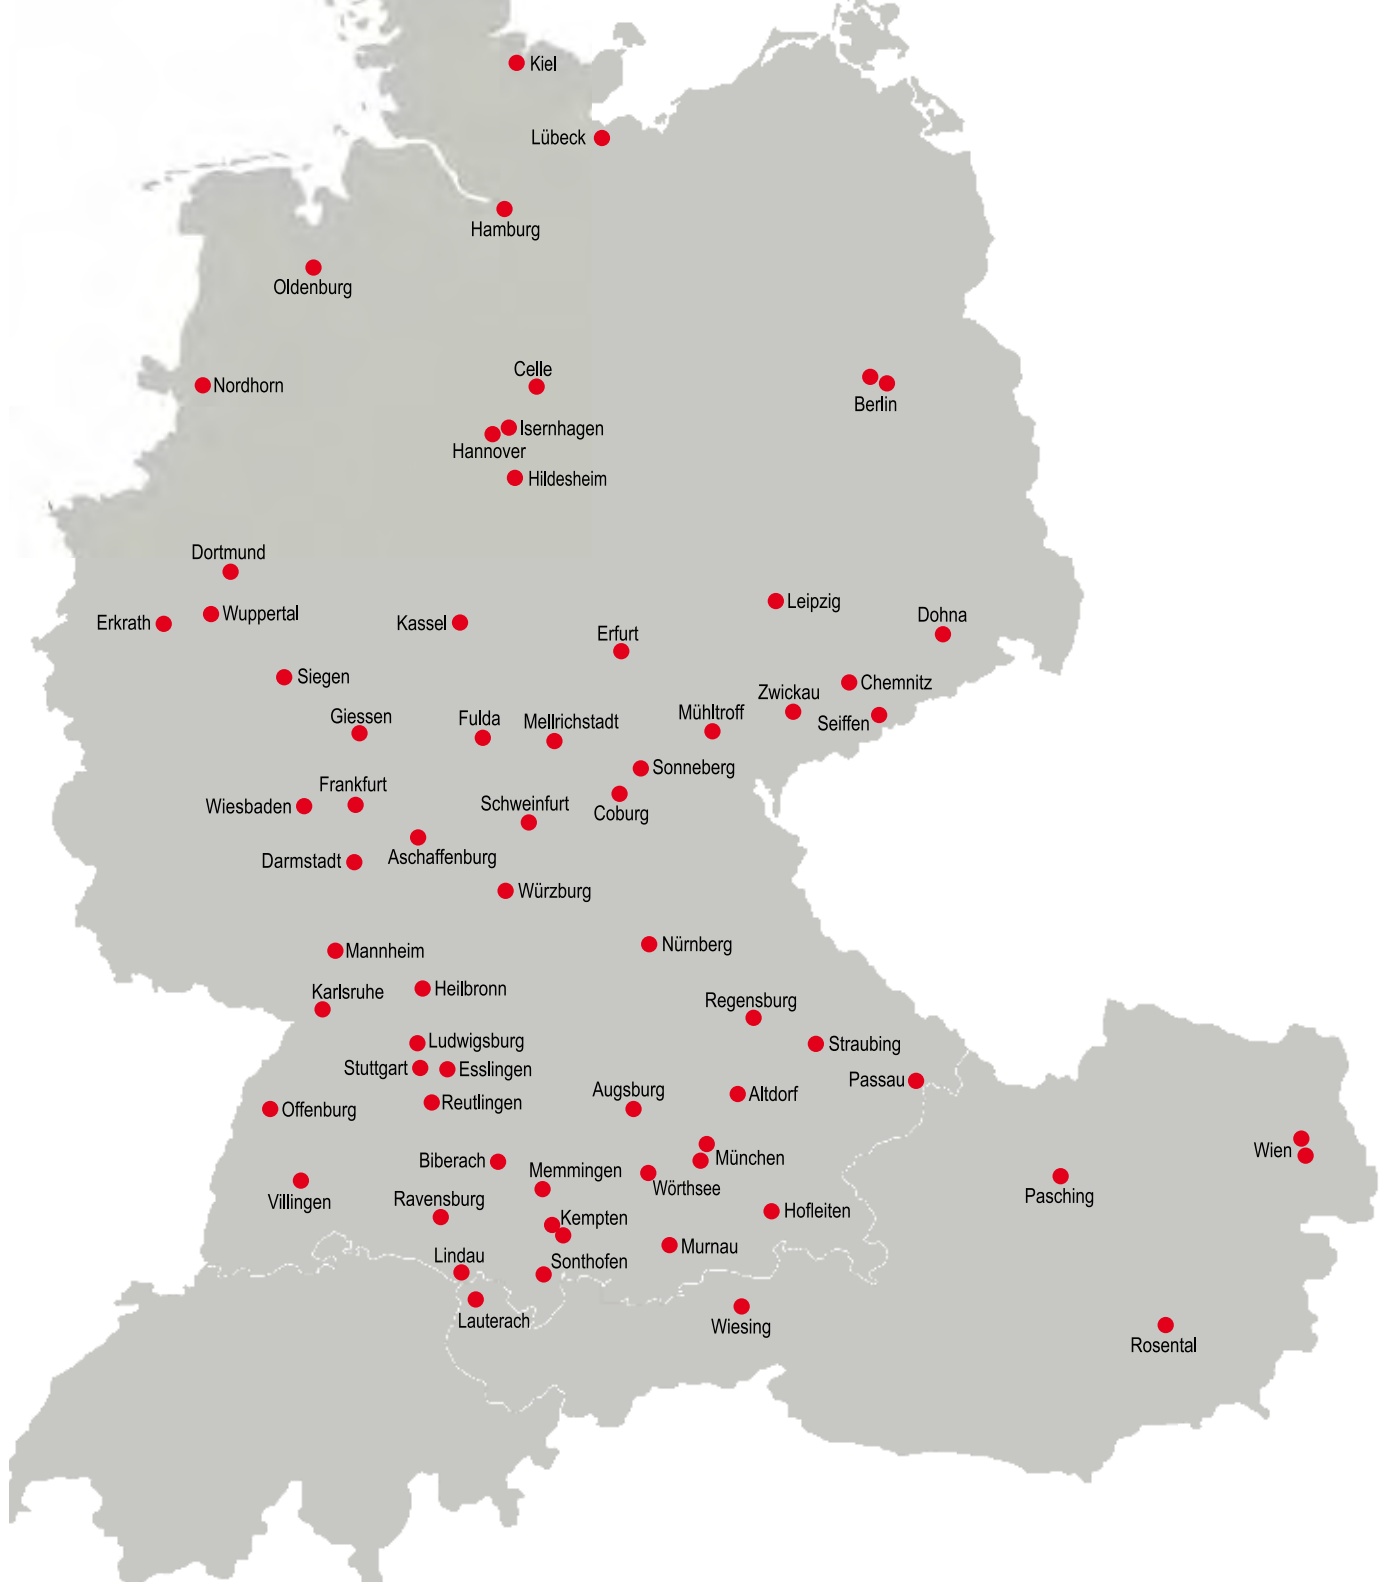 Kiel
Lübeck
Hamburg
Oldenburg
Nordhorn
Celle
Berlin
Isernhagen
Hannover
Hildesheim
Dortmund
Wuppertal
Erkrath
Kassel
Leipzig
Dohna
Erfurt
Siegen
Chemnitz
Zwickau
Seiffen
Giessen
Fulda
Mellrichstadt
Mühltroff
Sonneberg
Frankfurt
Wiesbaden
Schweinfurt
Coburg
Aschaffenburg
Darmstadt
Würzburg
Nürnberg
Mannheim
Heilbronn
Karlsruhe
Regensburg
Ludwigsburg
Straubing
Stuttgart
Esslingen
Passau
Augsburg
Altdorf
Reutlingen
Offenburg
Wien
Biberach
München
Memmingen
Wörthsee
Pasching
Villingen
Ravensburg
Hofleiten
Kempten
Murnau
Lindau
Sonthofen
Lauterach
Wiesing
Rosental